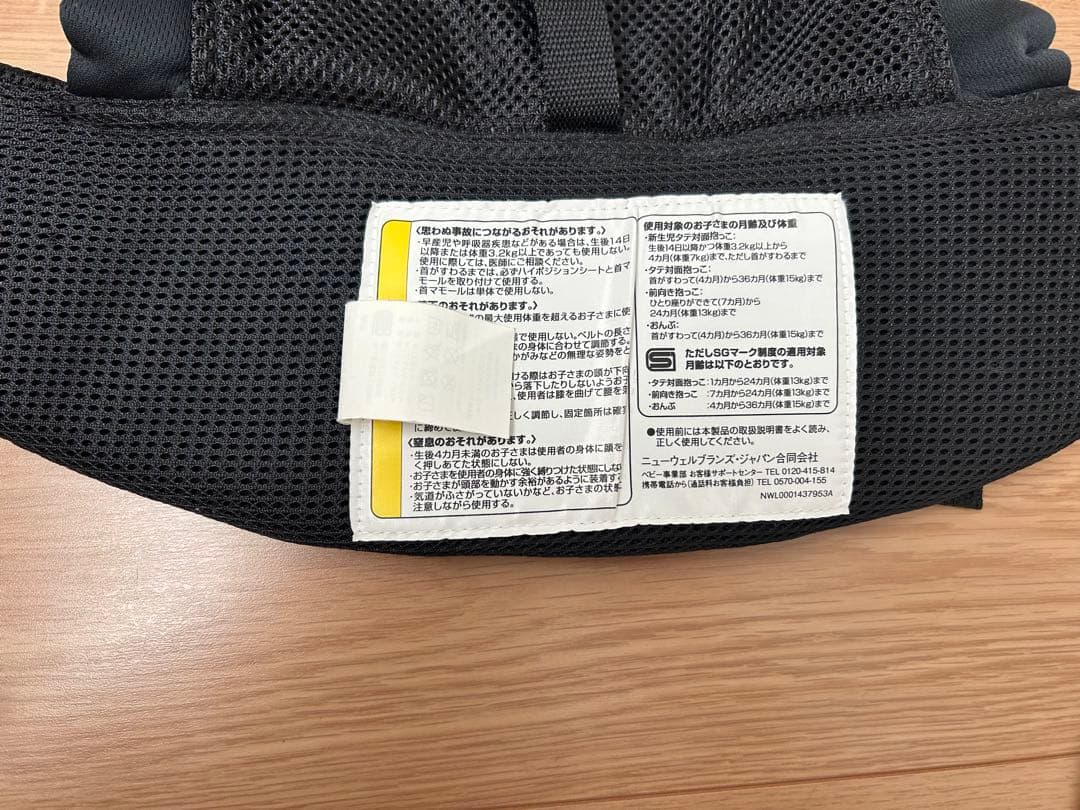 〈思わぬ事故につながるおそれがあります。〉
・早産児や呼吸器疾患などがある場合は、生後14日
以降または体重3.2kg以上であっても使用しない。
使用に際しては、医師にご相談ください。
・首がすわるまでは、必ずハイポジションシートと首マ
モールを取り付けて使用する。
・首マモールは単体で使用しない。
下のおそれがあります。〉
の最大使用体重を超えるお子さまに使
で使用しない。ベルトの長さ
まの身体に合わせて調節する。
かがみなどの無理な姿勢をと
ける際はお子さまの頭が下向
ら落下したりしないようお子
、使用者は膝を曲げて腰を
しく調節し、固定箇所は確実
に締めて
〈窒息のおそれがあります。〉
・生後4カ月未満のお子さまは使用者の身体に顔を
く押しあてた状態にしない。
・お子さまを使用者の身体に強く縛りつけた状態にしな
・お子さまが頭部を動かす余裕があるように装着す
・気道がふさがっていないかなど、お子さまの状態
注意しながら使用する。
使用対象のお子さまの月齢及び体重
・新生児タテ対面抱っこ:
生後14日以降かつ体重3.2kg以上から
4カ月(体重7kg)まで、ただし首がすわるまで
・タテ対面抱っこ:
首がすわって(4カ月)から36カ月(体重15kg)まで
・前向き抱っこ:
ひとり座りができて(7カ月)から
24カ月(体重13kg)まで
・おんぶ:
首がすわって(4カ月)から36カ月(体重15kg)まで
ただしSGマーク制度の適用対象
月齢は以下のとおりです。
・タテ対面抱っこ:1カ月から24カ月(体重13kg)まで
・前向き抱っこ :7カ月から24カ月(体重13kg)まで
・おんぶ :4カ月から36カ月(体重15kg)まで
●使用前には本製品の取扱説明書をよく読み、
正しく使用してください。
ニューウェルブランズ・ジャパン合同会社
ベビー事業部 お客様サポートセンター TEL 0120-415-814
携帯電話から(通話料お客様負担) TEL 0570-004-155
NWL0001437953A